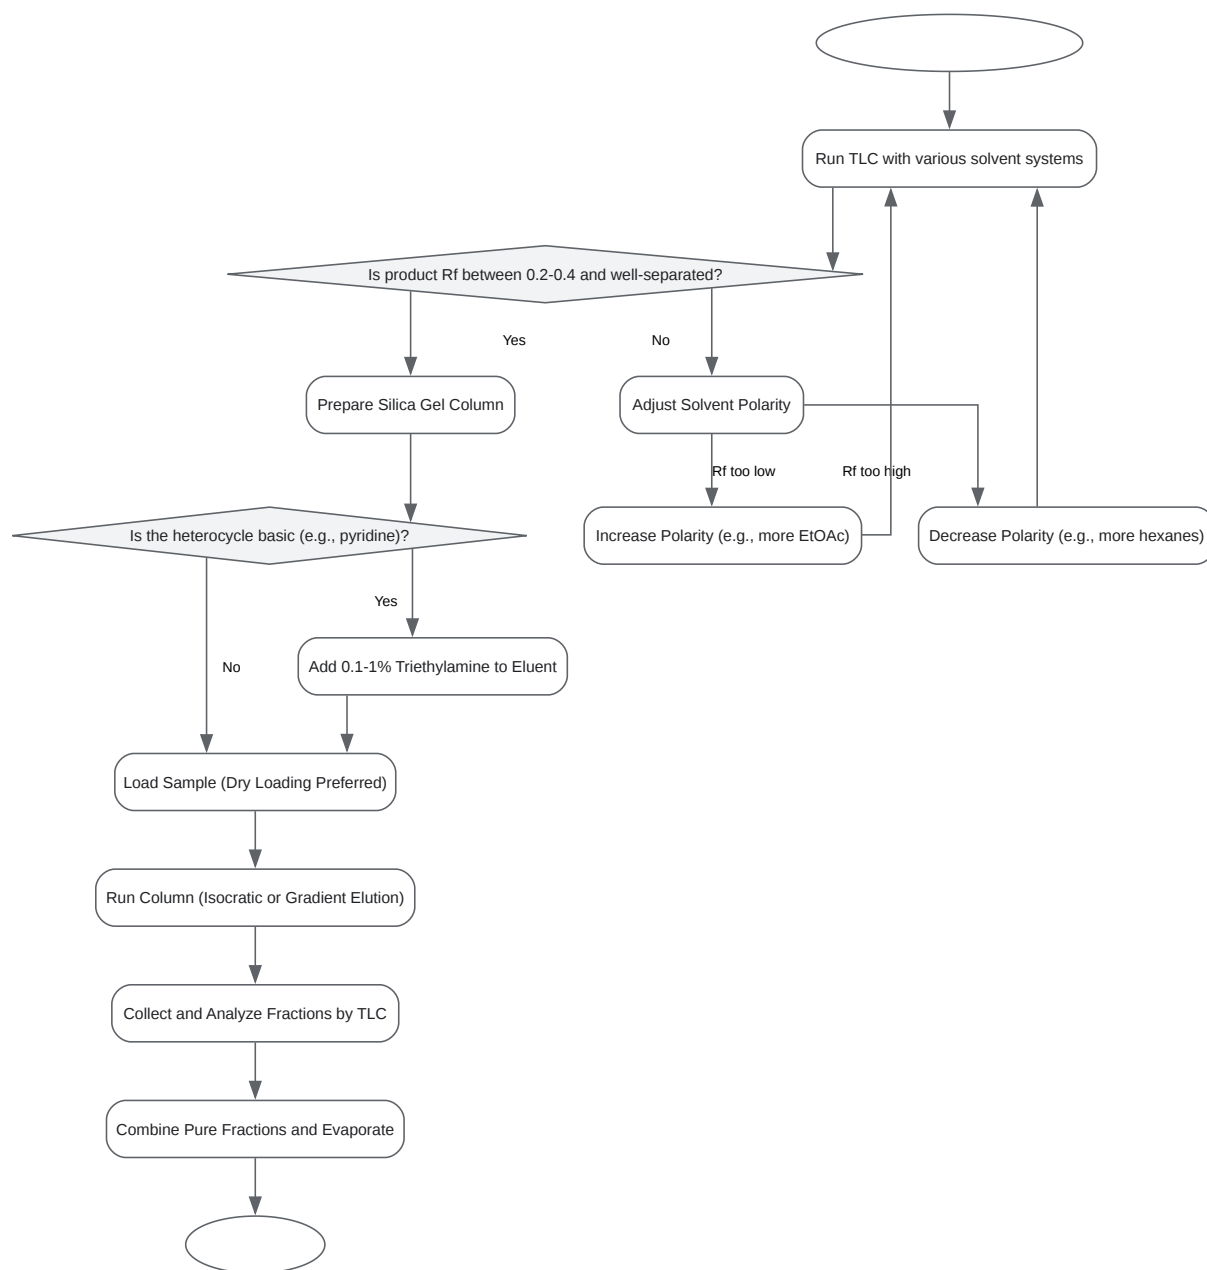 Run TLC with various solvent systems
Is product Rf between 0.2-0.4 and well-separated?
Yes
No
Prepare Silica Gel Column
Adjust Solvent Polarity
Rf too low
Rf too high
Is the heterocycle basic (e.g., pyridine)?
Increase Polarity (e.g., more EtOAc)
Decrease Polarity (e.g., more hexanes)
Yes
No
Add 0.1-1% Triethylamine to Eluent
Load Sample (Dry Loading Preferred)
Run Column (Isocratic or Gradient Elution)
Collect and Analyze Fractions by TLC
Combine Pure Fractions and Evaporate